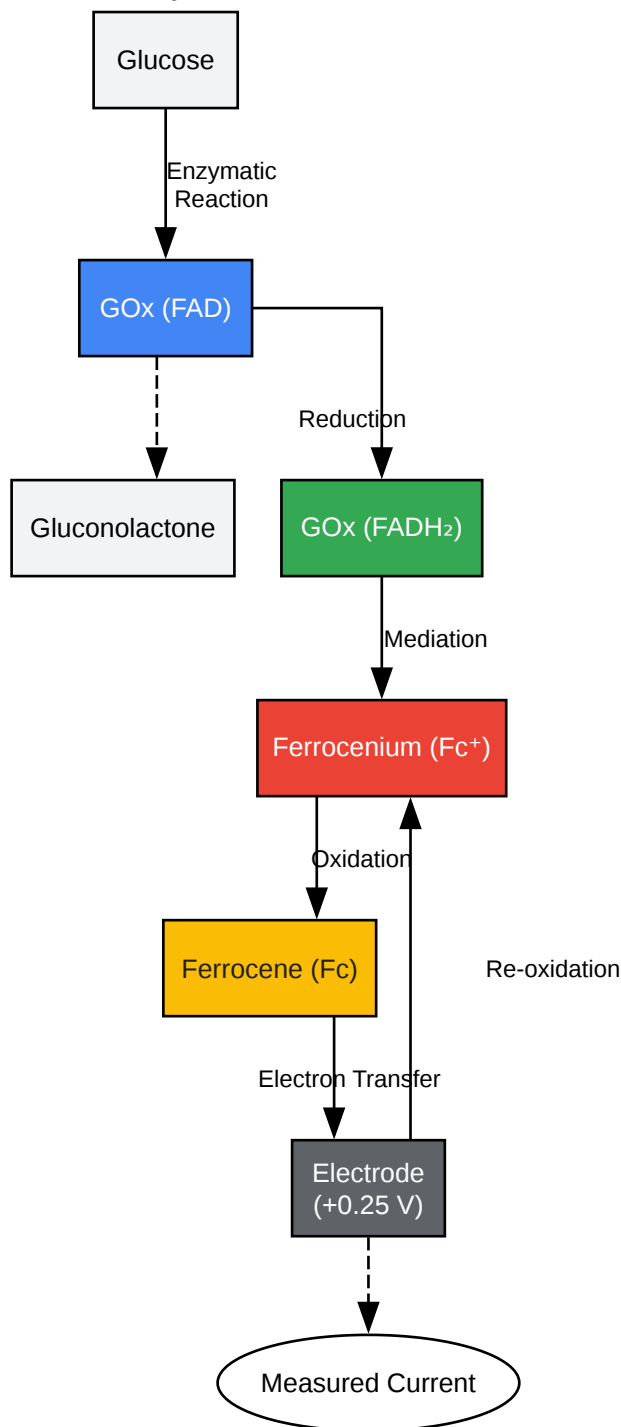 Glucose
Enzymatic
Reaction
GOx (FAD)
Reduction
Gluconolactone
GOx (FADH₂)
Mediation
Ferrocenium (Fc⁺)
Oxidation
Ferrocene (Fc)
Re-oxidation
Electron Transfer
Electrode
(+0.25 V)
Measured Current